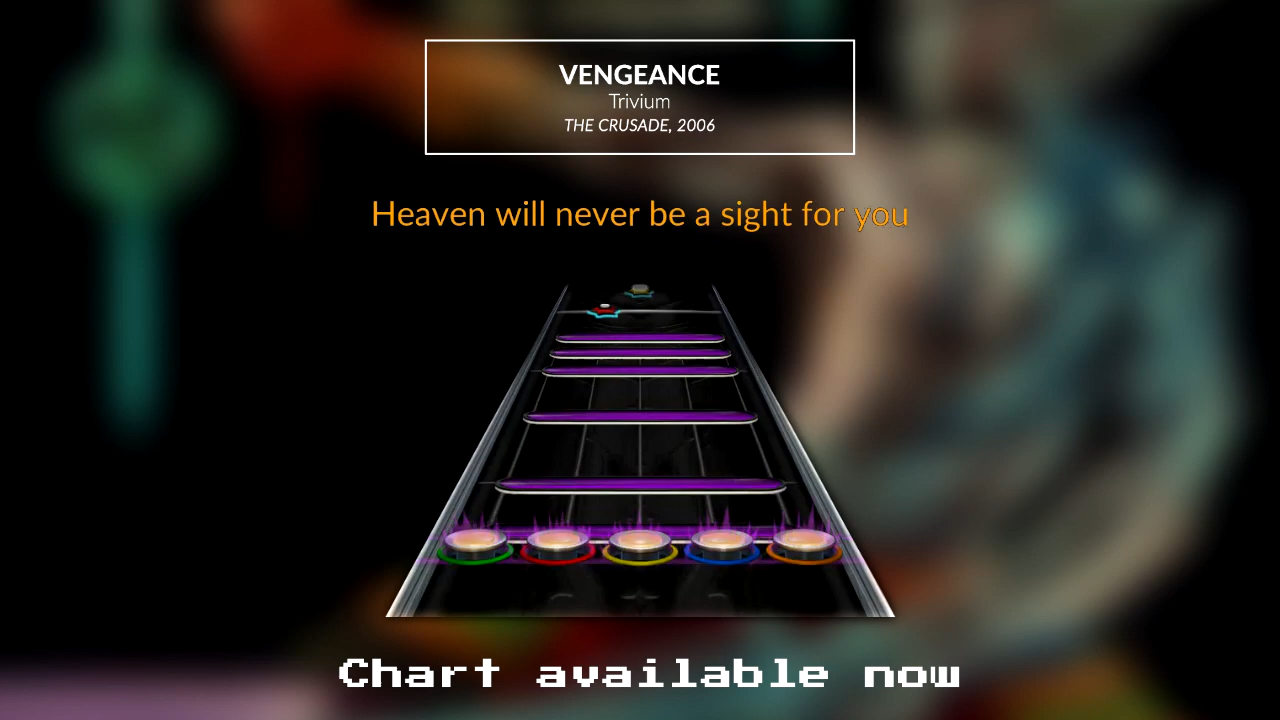 VENGEANCE
Trivium
THE CRUSADE, 2006
Heaven will never be a sight for you
Chart available now